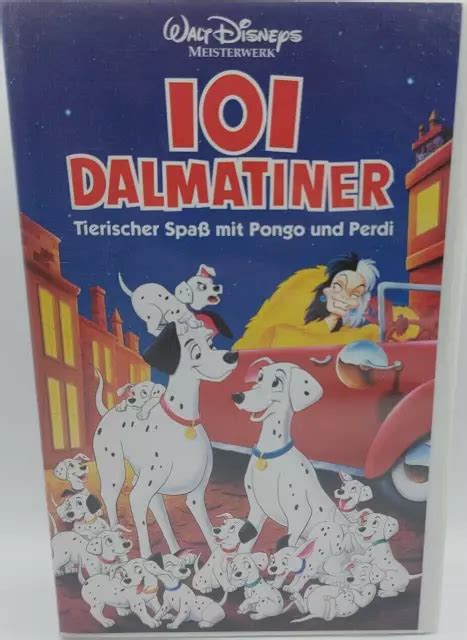 WALT DISNEYS
MEISTERWERK
101
DALMATINER
Tierischer Spaß mit Pongo und Perdi